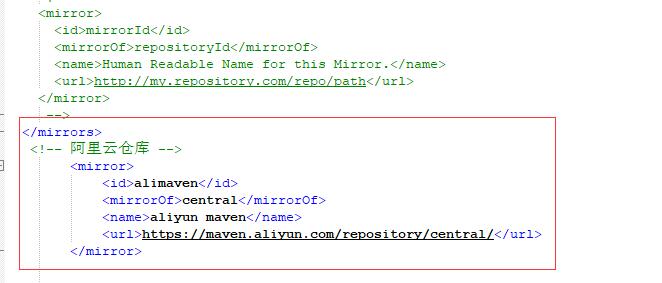 <mirror>
<id>mirrorId</id>
<mirrorOf>repositoryId</mirrorOf>
<name>Human Readable Name for this Mirror.</name>
<url>http://my.repository.com/repo/path</url>
</mirror>
-->
</mirrors>
<!-- 阿里云仓库 -->
<mirror>
<id>alimaven</id>
<mirrorOf>central</mirrorOf>
<name>aliyun maven</name>
<url>https://maven.aliyun.com/repository/central/</url>
</mirror>